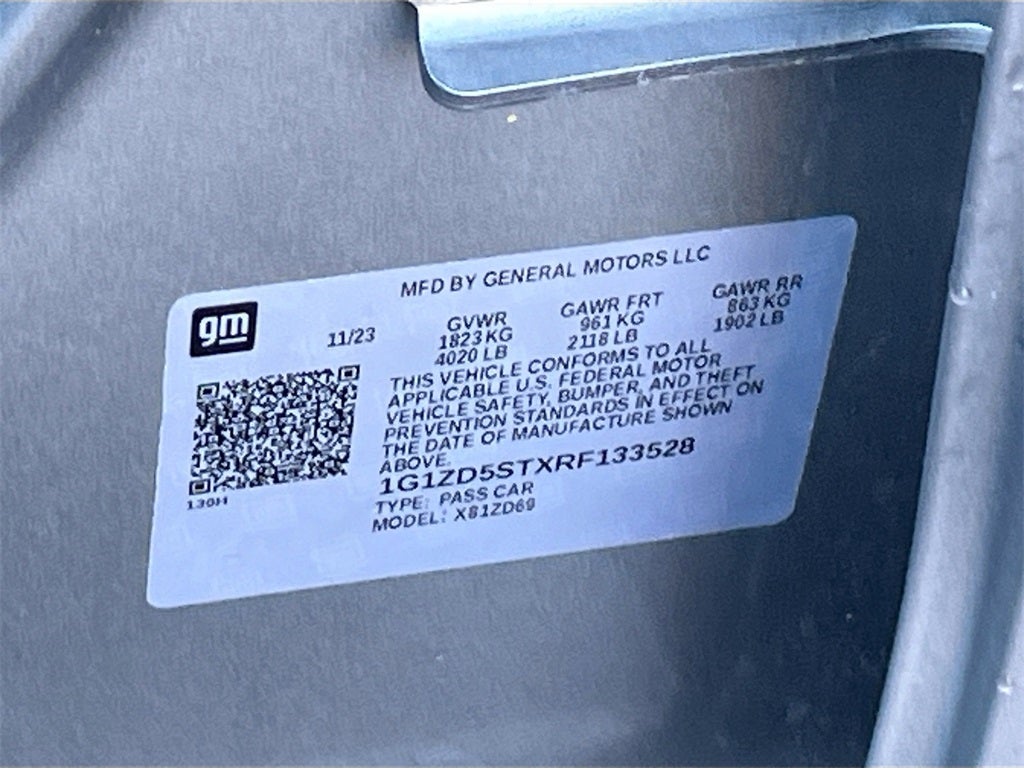 gm
MFD BY GENERAL MOTORS LLC
11/23
GVWR
1823 KG
4020 LB
GAWR FRT
961 KG
2118 LB
GAWR RR
863 KG
1902 LB
THIS VEHICLE CONFORMS TO ALL
APPLICABLE U.S. FEDERAL MOTOR
VEHICLE SAFETY, BUMPER, AND THEFT
PREVENTION STANDARDS IN EFFECT ON
THE DATE OF MANUFACTURE SHOWN
ABOVE.
1G1ZD5STXRF133528
TYPE: PASS CAR
MODEL: X81ZD69
130H